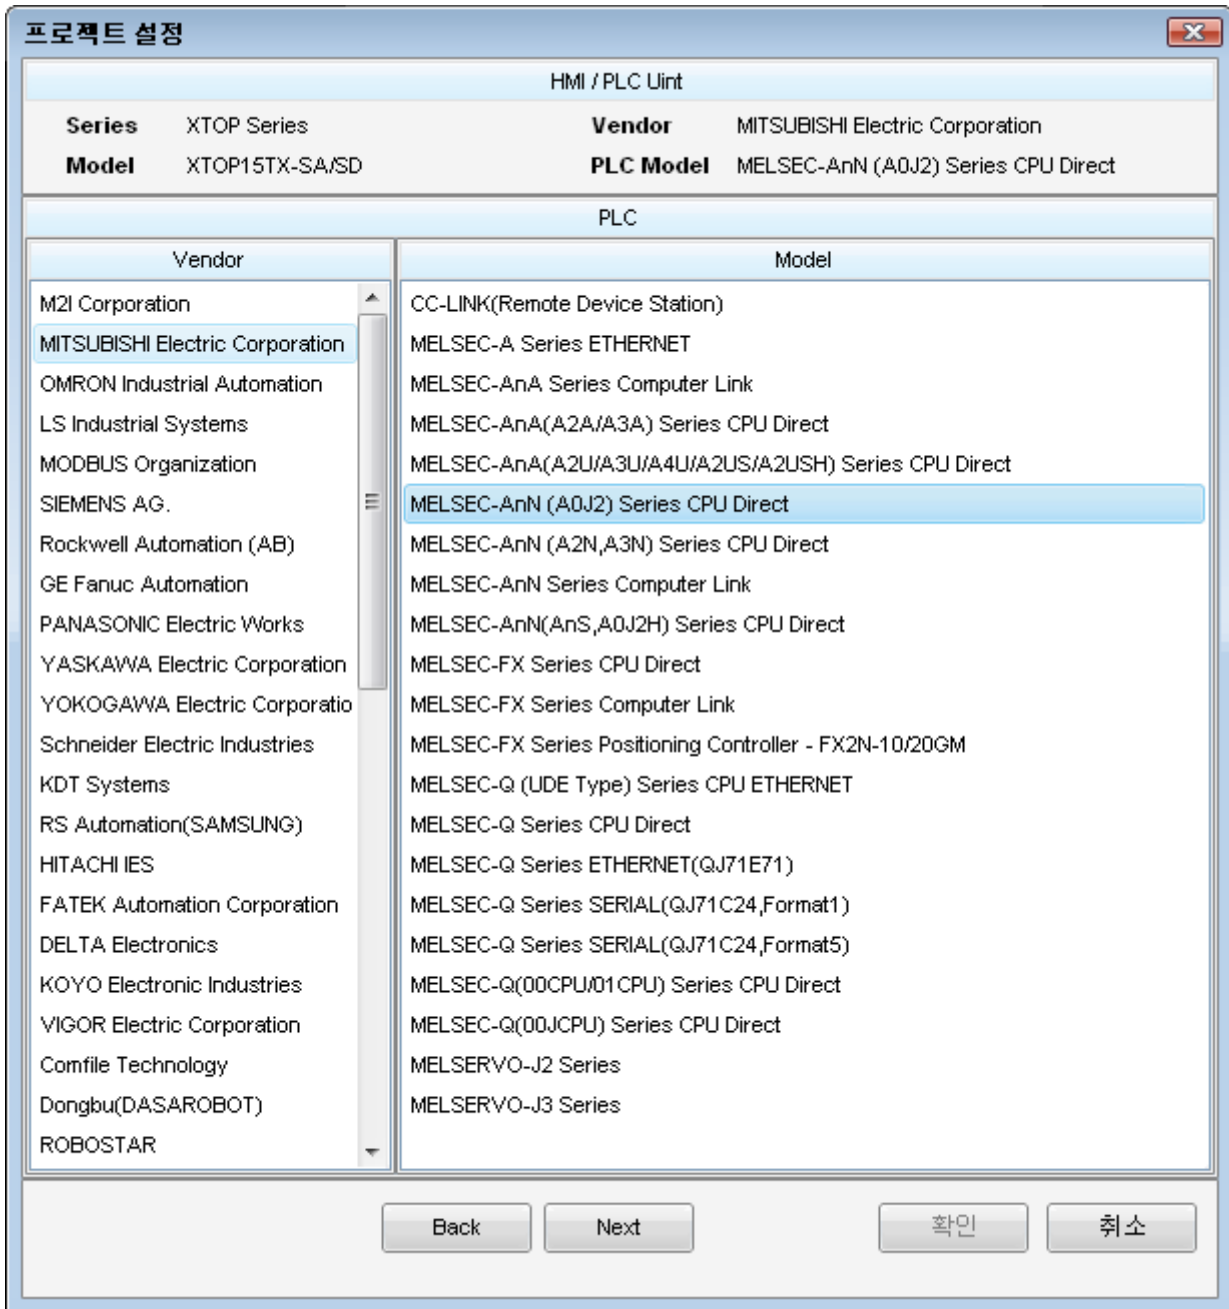 프로젝트 설정
HMI / PLC Uint
Series XTOP Series Vendor MITSUBISHI Electric Corporation
Model XTOP15TX-SA/SD PLC Model MELSEC-AnN (A0J2) Series CPU Direct
PLC
Vendor
M2I Corporation
MITSUBISHI Electric Corporation
OMRON Industrial Automation
LS Industrial Systems
MODBUS Organization
SIEMENS AG.
Rockwell Automation (AB)
GE Fanuc Automation
PANASONIC Electric Works
YASKAWA Electric Corporation
YOKOGAWA Electric Corporatio
Schneider Electric Industries
KDT Systems
RS Automation(SAMSUNG)
HITACHI IES
FATEK Automation Corporation
DELTA Electronics
KOYO Electronic Industries
VIGOR Electric Corporation
Comfile Technology
Dongbu(DASAROBOT)
ROBOSTAR
Model
CC-LINK(Remote Device Station)
MELSEC-A Series ETHERNET
MELSEC-AnA Series Computer Link
MELSEC-AnA(A2A/A3A) Series CPU Direct
MELSEC-AnA(A2U/A3U/A4U/A2US/A2USH) Series CPU Direct
MELSEC-AnN (A0J2) Series CPU Direct
MELSEC-AnN (A2N,A3N) Series CPU Direct
MELSEC-AnN Series Computer Link
MELSEC-AnN(AnS,A0J2H) Series CPU Direct
MELSEC-FX Series CPU Direct
MELSEC-FX Series Computer Link
MELSEC-FX Series Positioning Controller - FX2N-10/20GM
MELSEC-Q (UDE Type) Series CPU ETHERNET
MELSEC-Q Series CPU Direct
MELSEC-Q Series ETHERNET(QJ71E71)
MELSEC-Q Series SERIAL(QJ71C24,Format1)
MELSEC-Q Series SERIAL(QJ71C24,Format5)
MELSEC-Q(00CPU/01CPU) Series CPU Direct
MELSEC-Q(00JCPU) Series CPU Direct
MELSERVO-J2 Series
MELSERVO-J3 Series
Back Next 확인 취소